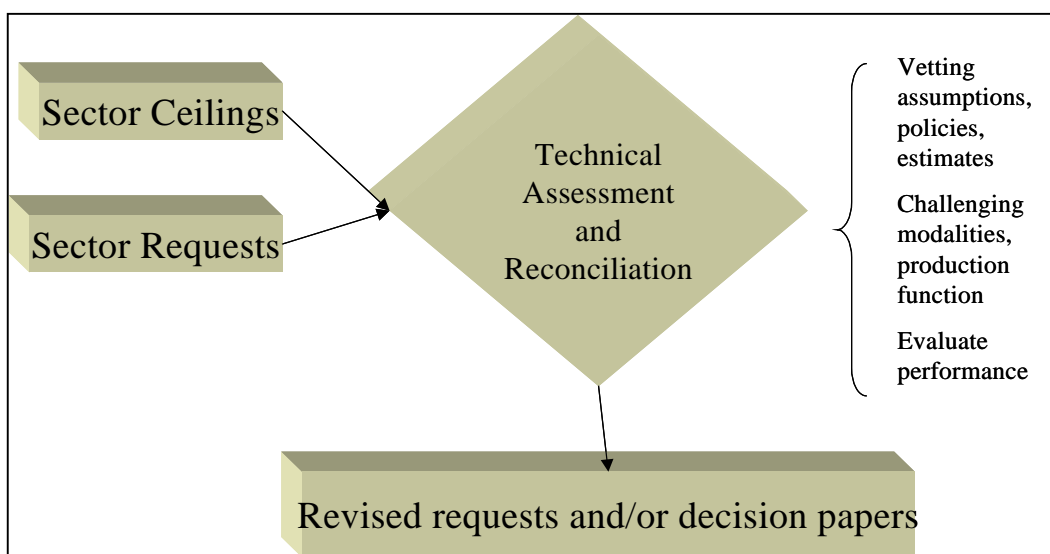 Sector Ceilings
Sector Requests
Technical
Assessment
and
Reconciliation
Vetting
assumptions,
policies,
estimates
Challenging
modalities,
production
function
Evaluate
performance
Revised requests and/or decision papers